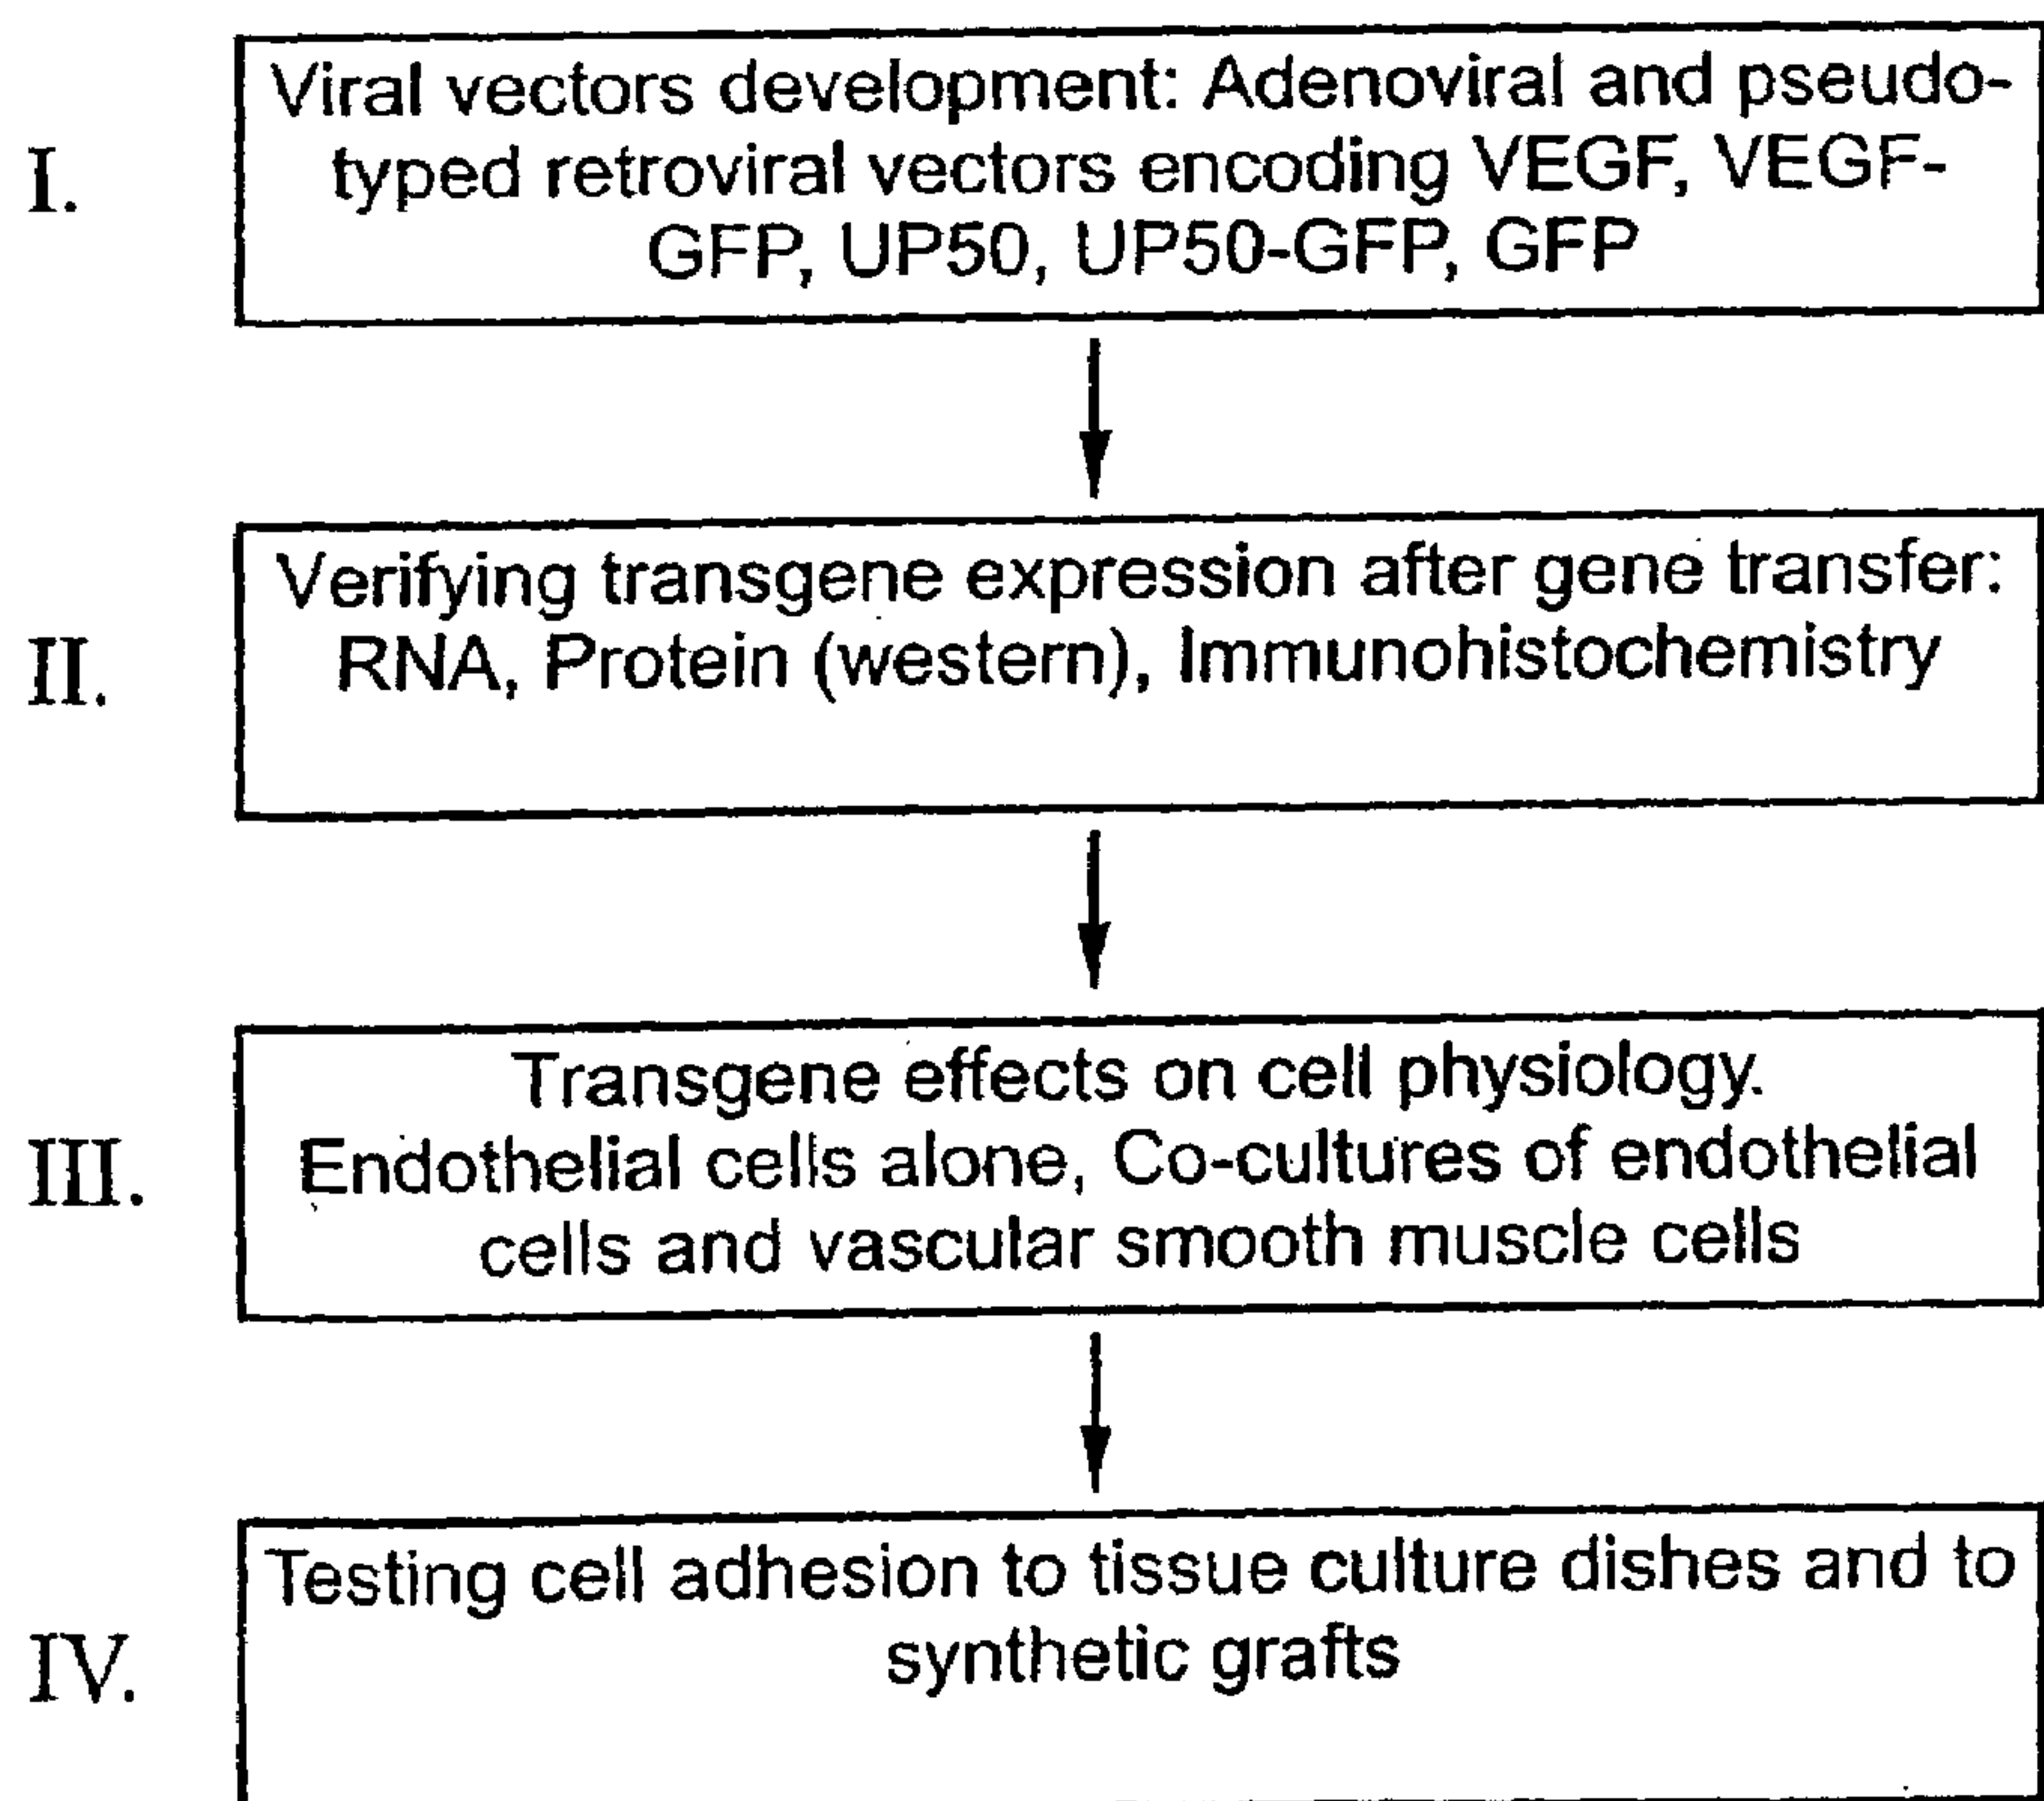 I.
Viral vectors development: Adenoviral and pseudo-
typed retroviral vectors encoding VEGF, VEGF-
GFP, UP50, UP50-GFP, GFP
II.
Verifying transgene expression after gene transfer:
RNA, Protein (western), Immunohistochemistry
III.
Transgene effects on cell physiology.
Endothelial cells alone, Co-cultures of endothelial
cells and vascular smooth muscle cells
IV.
Testing cell adhesion to tissue culture dishes and to
synthetic grafts